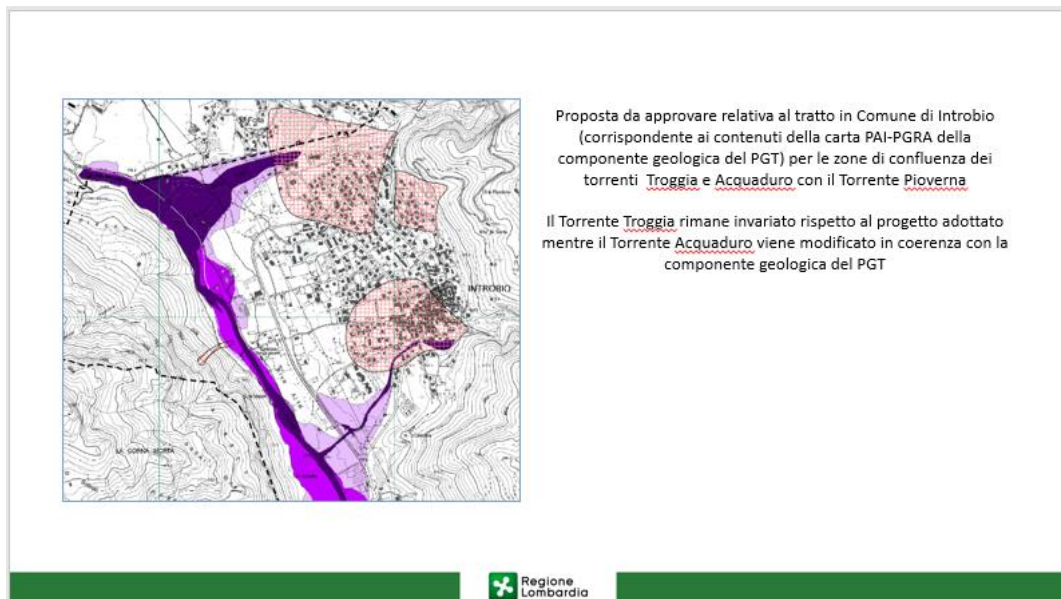 Proposta da approvare relativa al tratto in Comune di Introbio
(corrispondente ai contenuti della carta PAI-PGRA della
componente geologica del PGT) per le zone di confluenza dei
torrenti Troggia e Acquaduro con il Torrente Pioverna
Il Torrente Troggia rimane invariato rispetto al progetto adottato
mentre il Torrente Acquaduro viene modificato in coerenza con la
componente geologica del PGT
INTROBIO
Regione
Lombardia